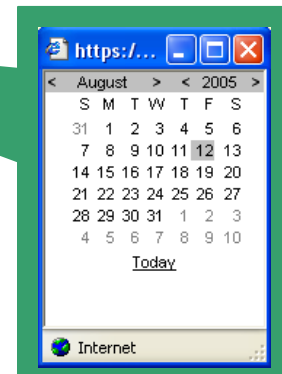 https:/...
< August > < 2005 >
S M T W T F S
31 1 2 3 4 5 6
7 8 9 10 11 12 13
14 15 16 17 18 19 20
21 22 23 24 25 26 27
28 29 30 31 1 2 3
4 5 6 7 8 9 10
Today
Internet